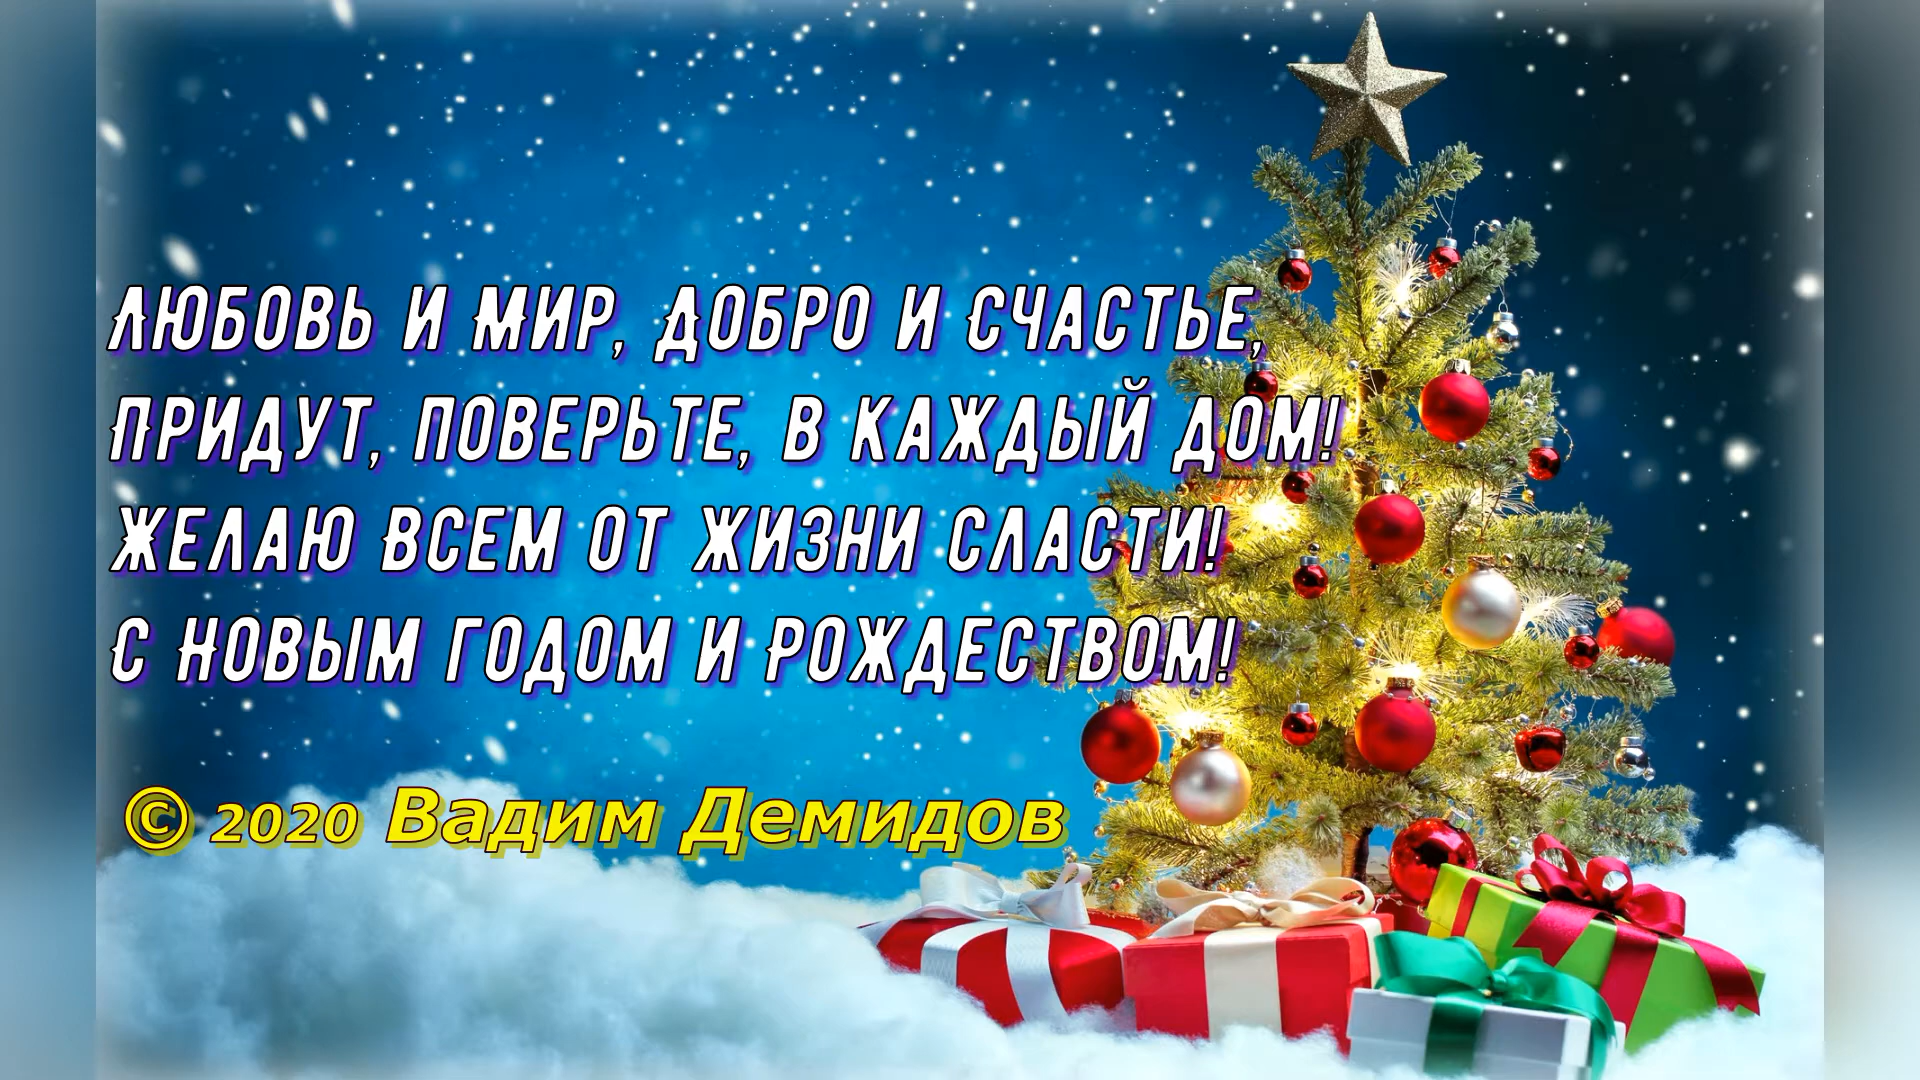 Любовь и Мир, Добро и Счастье,
Придут, поверьте, в каждый дом!
Желаю Всем от жизни сласти!
С Новым годом и Рождеством!
© 2020 Вадим Демидов